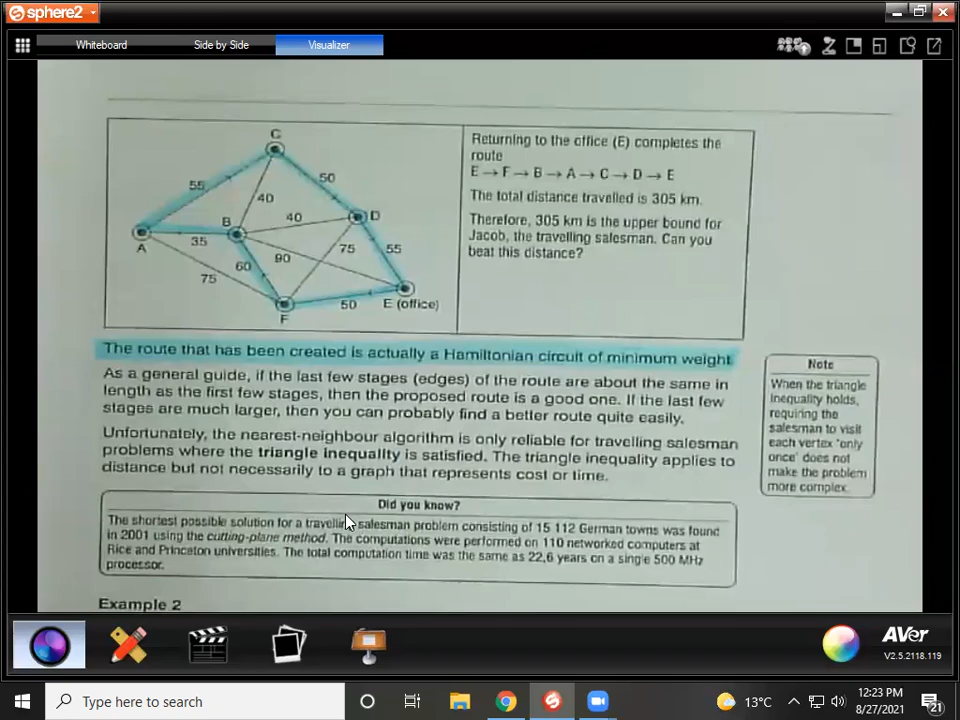 sphere2
Whiteboard
Side by Side
Visualizer
C
55
50
40
B
40
D
A
35
60
90
75
55
75
F
50
E (office)
Returning to the office (E) completes the
route
E → F → B → A → C → D → E
The total distance travelled is 305 km.
Therefore, 305 km is the upper bound for
Jacob, the travelling salesman. Can you
beat this distance?
The route that has been created is actually a Hamiltonian circuit of minimum weight.
As a general guide, if the last few stages (edges) of the route are about the same in
length as the first few stages, then the proposed route is a good one. If the last few
stages are much larger, then you can probably find a better route quite easily.
Unfortunately, the nearest-neighbour algorithm is only reliable for travelling salesman
problems where the triangle inequality is satisfied. The triangle inequality applies to
distance but not necessarily to a graph that represents cost or time.
Note
When the triangle
inequality holds,
requiring the
salesman to visit
each vertex 'only
once' does not
make the problem
more complex.
Did you know?
The shortest possible solution for a travelling salesman problem consisting of 15 112 German towns was found
in 2001 using the cutting-plane method. The computations were performed on 110 networked computers at
Rice and Princeton universities. The total computation time was the same as 22,6 years on a single 500 MHz
processor.
Example 2
AVer
V2.5.2118.119
Type here to search
13°C
12:23 PM
8/27/2021
21